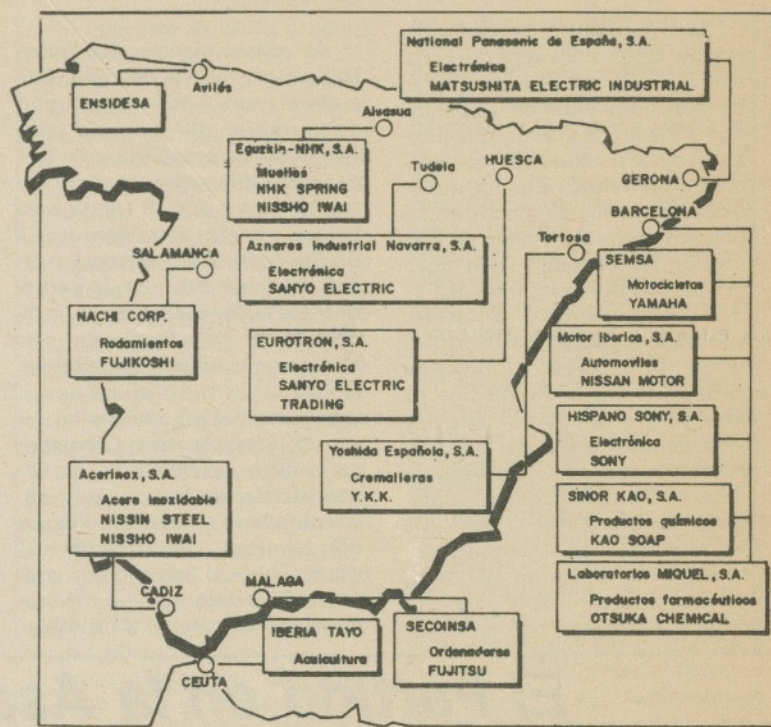 National Panasonic de España, S.A.
Electrónica
MATSUSHITA ELECTRIC INDUSTRIAL
Avilés
ENSIDESA
Alsasua
Eguzkia-NHK, S.A.
Muelles
NHK SPRING
NISSHO IWAI
Tudela
HUESCA
GERONA
BARCELONA
SALAMANCA
Aznares Industrial Navarra, S.A.
Electrónica
SANYO ELECTRIC
Tortosa
SEMSA
Motocicletas
YAMAHA
NACHI CORP.
Rodamientos
FUJIKOSHI
EUROTRON, S.A.
Electrónica
SANYO ELECTRIC
TRADING
Motor Iberica, S.A.
Automoviles
NISSAN MOTOR
HISPANO SONY, S.A.
Electrónica
SONY
Yoshida Española, S.A.
Cremalleras
Y.K.K.
Acerinox, S.A.
Acero inoxidable
NISSIN STEEL
NISSHO IWAI
SINOR KAO, S.A.
Productos químicos
KAO SOAP
Laboratorios MIQUEL, S.A.
Productos farmacéuticos
OTSUKA CHEMICAL
CADIZ
MALAGA
IBERIA TAYO
Acuicultura
SECOINSA
Ordenadores
FUJITSU
CEUTA